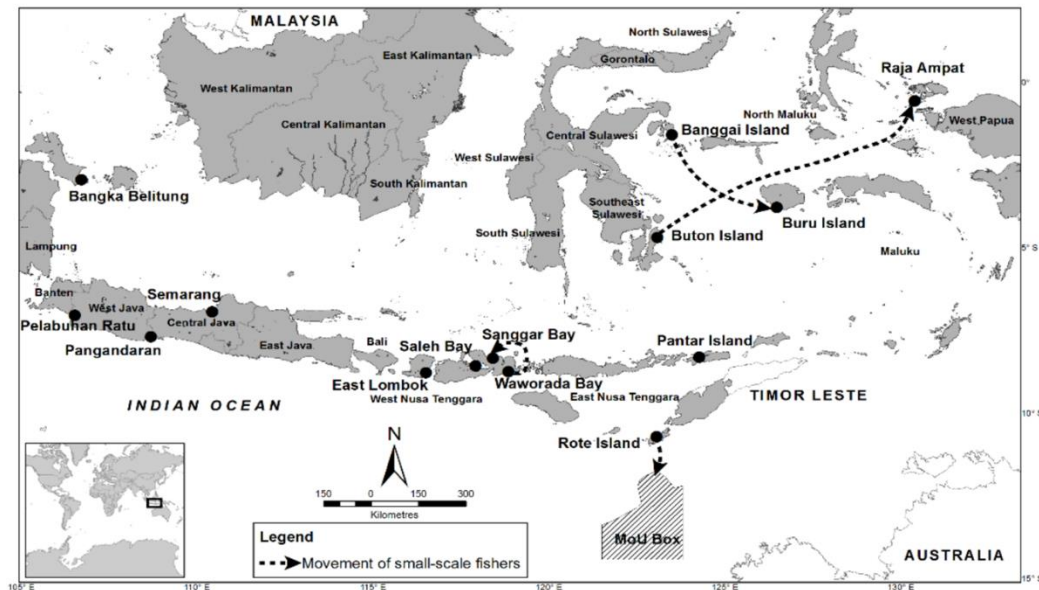 MALAYSIA
North Sulawesi
East Kalimantan
Gorontalo
Raja Ampat
0°
West Kalimantan
North Maluku
West Papua
Central Kalimantan
Banggai Island
Central Sulawesi
West Sulawesi
South Kalimantan
Bangka Belitung
Southeast
Sulawesi
Buru Island
South Sulawesi
Buton Island
Lampung
Maluku
5° S
Banten
Semarang
West Java
Central Java
Pelabuhan Ratu
Sanggar Bay
Pantar Island
Pangandaran
East Java
Bali
Saleh Bay
East Lombok
Waworada Bay
West Nusa Tenggara
East Nusa Tenggara
TIMOR LESTE
INDIAN OCEAN
10° S
N
Rote Island
150 0 150 300
Kilometres
Legend
Movement of small-scale fishers
MoU Box
AUSTRALIA
15° S
105° E
110° E
115° E
120° E
125° E
130° E